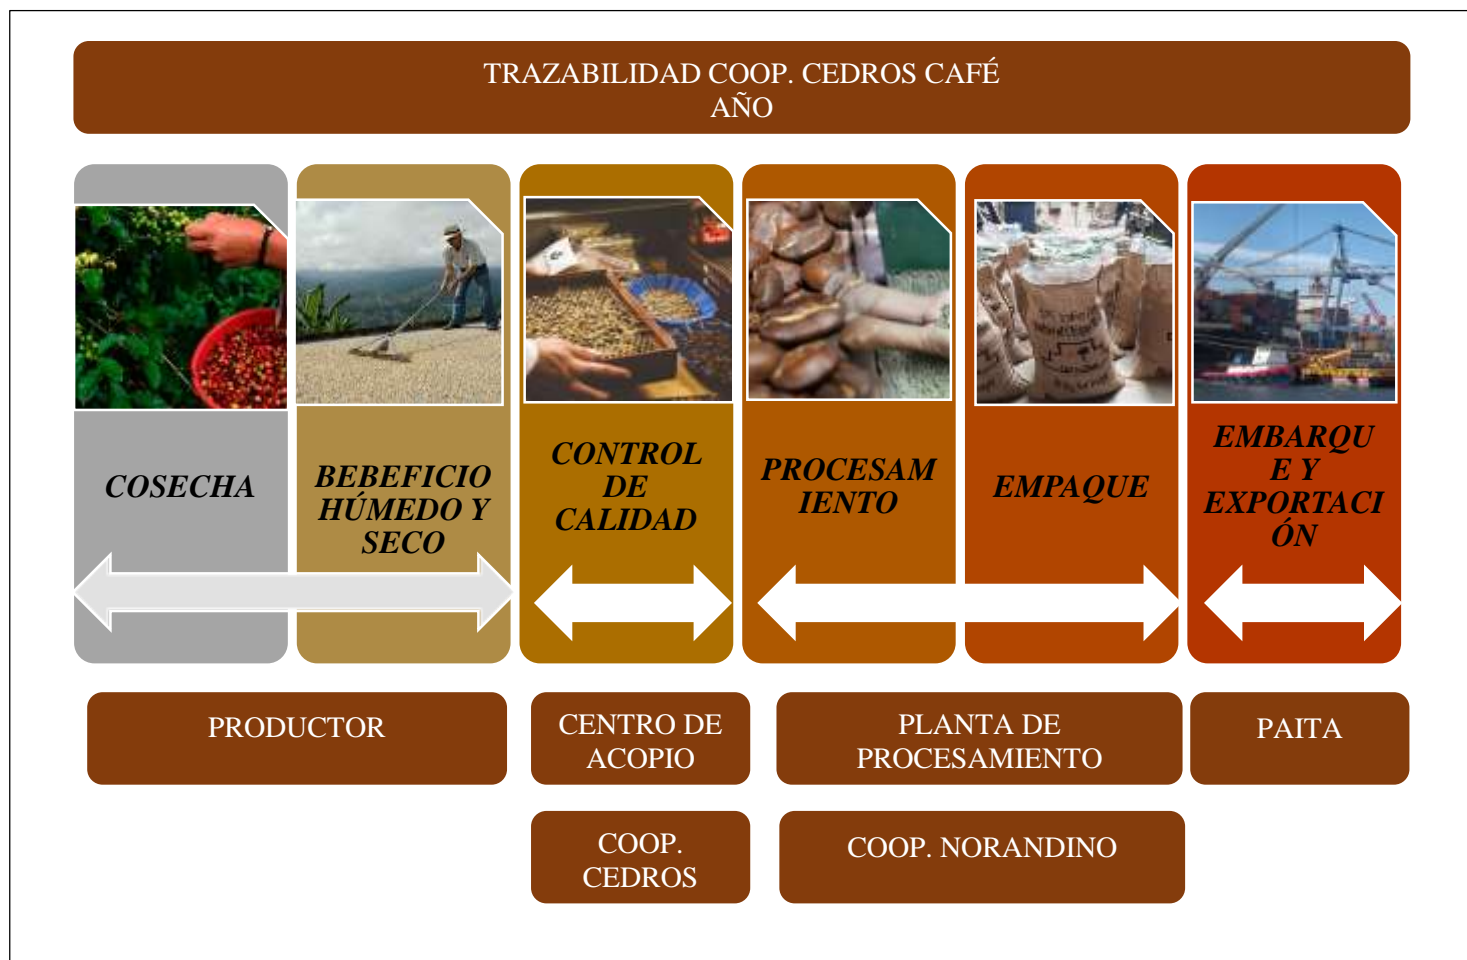 TRAZABILIDAD COOP. CEDROS CAFÉ
AÑO
COSECHA
BEBEFICIO
HÚMEDO Y
SECO
CONTROL
DE
CALIDAD
PROCESAM
IENTO
EMPAQUE
EMBARQU
E Y
EXPORTACI
ÓN
PRODUCTOR
CENTRO DE
ACOPIO
PLANTA DE
PROCESAMIENTO
PAITA
COOP.
CEDROS
COOP. NORANDINO